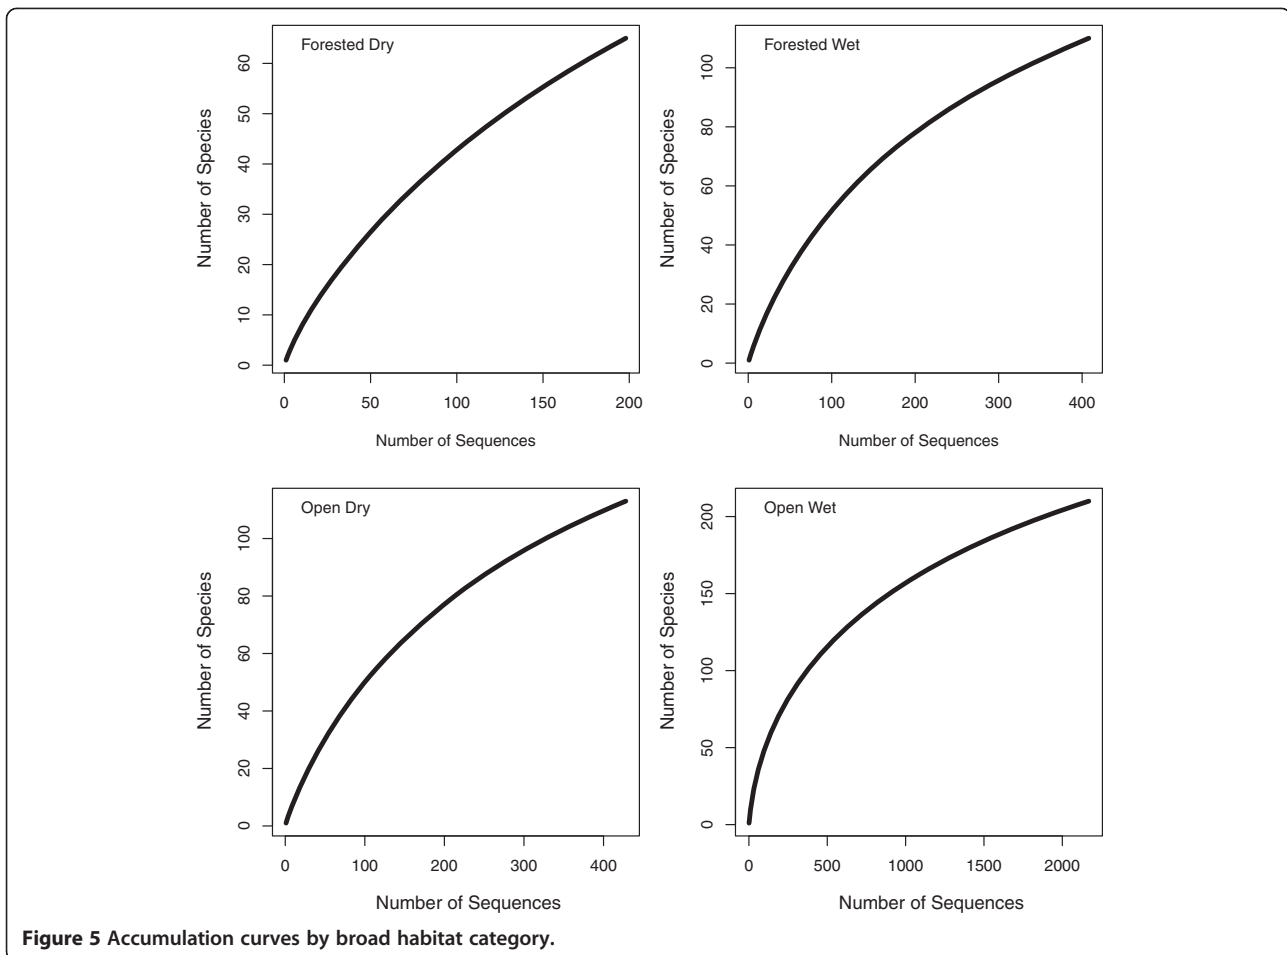 Forested Dry
Number of Species
0
10
20
30
40
50
60
0 50 100 150 200
Number of Sequences
Forested Wet
Number of Species
0
20
40
60
80
100
0 100 200 300 400
Number of Sequences
Open Dry
Number of Species
0
20
40
60
80
100
0 100 200 300 400
Number of Sequences
Open Wet
Number of Species
0
50
100
150
200
0 500 1000 1500 2000
Number of Sequences
Figure 5 Accumulation curves by broad habitat category.